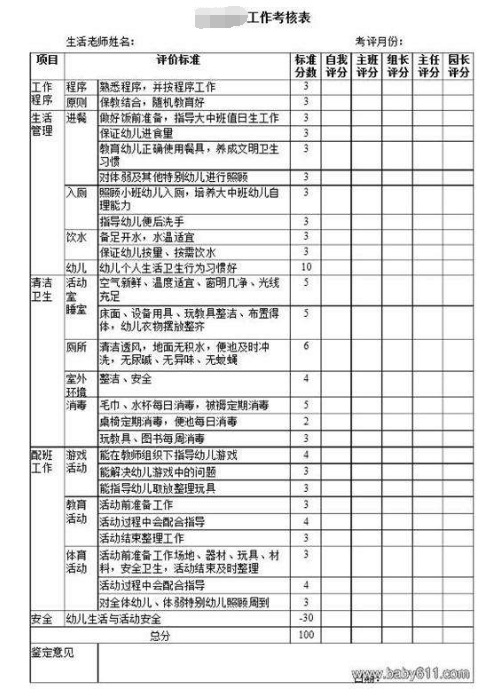 工作考核表
生活老师姓名： 考评月份：
项目 评价标准 标准分数 自我评分 主班评分 组长评分 主任评分 园长评分
工作程序 程序 熟悉程序，并按程序工作 3
原则 保教结合，随机教育好 3
生活管理 进餐 做好饭前准备，指导大中班值日生工作 3
保证幼儿进食量 3
教育幼儿正确使用餐具，养成文明卫生习惯 3
对体弱及其他特别幼儿进行照顾 3
入厕 照顾小班幼儿入厕，培养大中班幼儿自理能力 3
指导幼儿便后洗手 3
饮水 备足开水，水温适宜 3
保证幼儿按量、按需饮水 3
幼儿 幼儿个人生活卫生行为习惯好 10
清洁卫生 活动室 睡室 空气新鲜、温度适宜、窗明几净、光线充足 5
床面、设备用具、玩教具整洁、布置得体，幼儿衣物摆放整齐 5
厕所 清洁透风，地面无积水，便池及时冲洗，无尿碱、无异味、无蚊蝇 6
室外环境 整洁、安全 4
消毒 毛巾、水杯每日消毒，被褥定期消毒 5
桌椅定期消毒，便池每日消毒 2
玩教具、图书每周消毒 3
配班工作 游戏活动 能在教师组织下指导幼儿游戏 4
能解决幼儿游戏中的问题 3
能指导幼儿取放整理玩具 3
教育活动 活动前准备工作 3
活动过程中会配合指导 4
活动结束整理工作 3
体育活动 活动前准备工作场地、器材、玩具、材料，安全卫生，活动结束及时整理 3
活动过程中会配合指导 4
对全体幼儿、体弱特别幼儿照顾周到 3
安全 幼儿生活与活动安全 -30
总分 100
鉴定意见
日期：
www.baby611.com